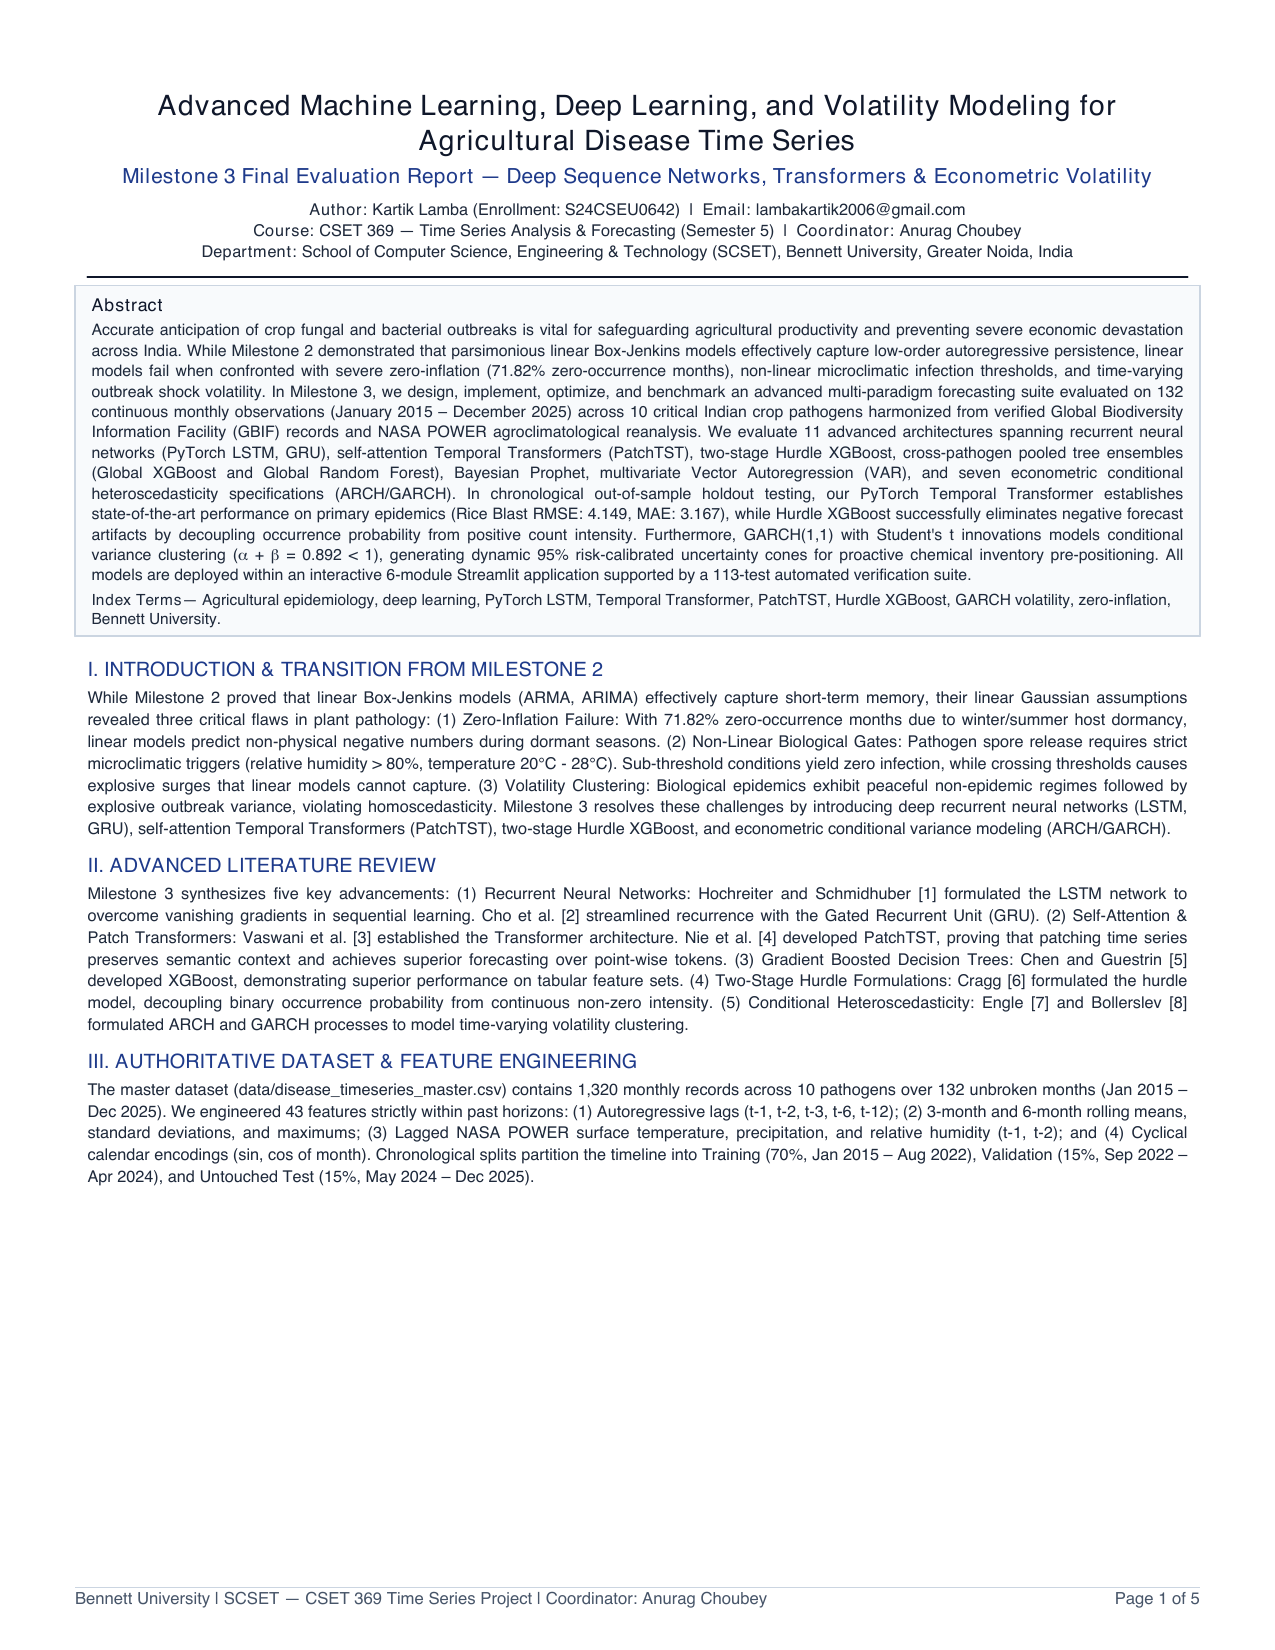 Advanced Machine Learning, Deep Learning, and Volatility Modeling for
Agricultural Disease Time Series
Milestone 3 Final Evaluation Report — Deep Sequence Networks, Transformers & Econometric Volatility
Author: Kartik Lamba (Enrollment: S24CSEU0642) | Email: lambakartik2006@gmail.com
Course: CSET 369 — Time Series Analysis & Forecasting (Semester 5) | Coordinator: Anurag Choubey
Department: School of Computer Science, Engineering & Technology (SCSET), Bennett University, Greater Noida, India
Abstract
Accurate anticipation of crop fungal and bacterial outbreaks is vital for safeguarding agricultural productivity and preventing severe economic devastation
across India. While Milestone 2 demonstrated that parsimonious linear Box-Jenkins models effectively capture low-order autoregressive persistence, linear
models fail when confronted with severe zero-inflation (71.82% zero-occurrence months), non-linear microclimatic infection thresholds, and time-varying
outbreak shock volatility. In Milestone 3, we design, implement, optimize, and benchmark an advanced multi-paradigm forecasting suite evaluated on 132
continuous monthly observations (January 2015 – December 2025) across 10 critical Indian crop pathogens harmonized from verified Global Biodiversity
Information Facility (GBIF) records and NASA POWER agroclimatological reanalysis. We evaluate 11 advanced architectures spanning recurrent neural
networks (PyTorch LSTM, GRU), self-attention Temporal Transformers (PatchTST), two-stage Hurdle XGBoost, cross-pathogen pooled tree ensembles
(Global XGBoost and Global Random Forest), Bayesian Prophet, multivariate Vector Autoregression (VAR), and seven econometric conditional
heteroscedasticity specifications (ARCH/GARCH). In chronological out-of-sample holdout testing, our PyTorch Temporal Transformer establishes
state-of-the-art performance on primary epidemics (Rice Blast RMSE: 4.149, MAE: 3.167), while Hurdle XGBoost successfully eliminates negative forecast
artifacts by decoupling occurrence probability from positive count intensity. Furthermore, GARCH(1,1) with Student's t innovations models conditional
variance clustering (α + β = 0.892 < 1), generating dynamic 95% risk-calibrated uncertainty cones for proactive chemical inventory pre-positioning. All
models are deployed within an interactive 6-module Streamlit application supported by a 113-test automated verification suite.
Index Terms— Agricultural epidemiology, deep learning, PyTorch LSTM, Temporal Transformer, PatchTST, Hurdle XGBoost, GARCH volatility, zero-inflation,
Bennett University.
I. INTRODUCTION & TRANSITION FROM MILESTONE 2
While Milestone 2 proved that linear Box-Jenkins models (ARMA, ARIMA) effectively capture short-term memory, their linear Gaussian assumptions
revealed three critical flaws in plant pathology: (1) Zero-Inflation Failure: With 71.82% zero-occurrence months due to winter/summer host dormancy,
linear models predict non-physical negative numbers during dormant seasons. (2) Non-Linear Biological Gates: Pathogen spore release requires strict
microclimatic triggers (relative humidity > 80%, temperature 20°C - 28°C). Sub-threshold conditions yield zero infection, while crossing thresholds causes
explosive surges that linear models cannot capture. (3) Volatility Clustering: Biological epidemics exhibit peaceful non-epidemic regimes followed by
explosive outbreak variance, violating homoscedasticity. Milestone 3 resolves these challenges by introducing deep recurrent neural networks (LSTM,
GRU), self-attention Temporal Transformers (PatchTST), two-stage Hurdle XGBoost, and econometric conditional variance modeling (ARCH/GARCH).
II. ADVANCED LITERATURE REVIEW
Milestone 3 synthesizes five key advancements: (1) Recurrent Neural Networks: Hochreiter and Schmidhuber [1] formulated the LSTM network to
overcome vanishing gradients in sequential learning. Cho et al. [2] streamlined recurrence with the Gated Recurrent Unit (GRU). (2) Self-Attention &
Patch Transformers: Vaswani et al. [3] established the Transformer architecture. Nie et al. [4] developed PatchTST, proving that patching time series
preserves semantic context and achieves superior forecasting over point-wise tokens. (3) Gradient Boosted Decision Trees: Chen and Guestrin [5]
developed XGBoost, demonstrating superior performance on tabular feature sets. (4) Two-Stage Hurdle Formulations: Cragg [6] formulated the hurdle
model, decoupling binary occurrence probability from continuous non-zero intensity. (5) Conditional Heteroscedasticity: Engle [7] and Bollerslev [8]
formulated ARCH and GARCH processes to model time-varying volatility clustering.
III. AUTHORITATIVE DATASET & FEATURE ENGINEERING
The master dataset (data/disease_timeseries_master.csv) contains 1,320 monthly records across 10 pathogens over 132 unbroken months (Jan 2015 –
Dec 2025). We engineered 43 features strictly within past horizons: (1) Autoregressive lags (t-1, t-2, t-3, t-6, t-12); (2) 3-month and 6-month rolling means,
standard deviations, and maximums; (3) Lagged NASA POWER surface temperature, precipitation, and relative humidity (t-1, t-2); and (4) Cyclical
calendar encodings (sin, cos of month). Chronological splits partition the timeline into Training (70%, Jan 2015 – Aug 2022), Validation (15%, Sep 2022 –
Apr 2024), and Untouched Test (15%, May 2024 – Dec 2025).
Bennett University | SCSET — CSET 369 Time Series Project | Coordinator: Anurag Choubey
Page 1 of 5